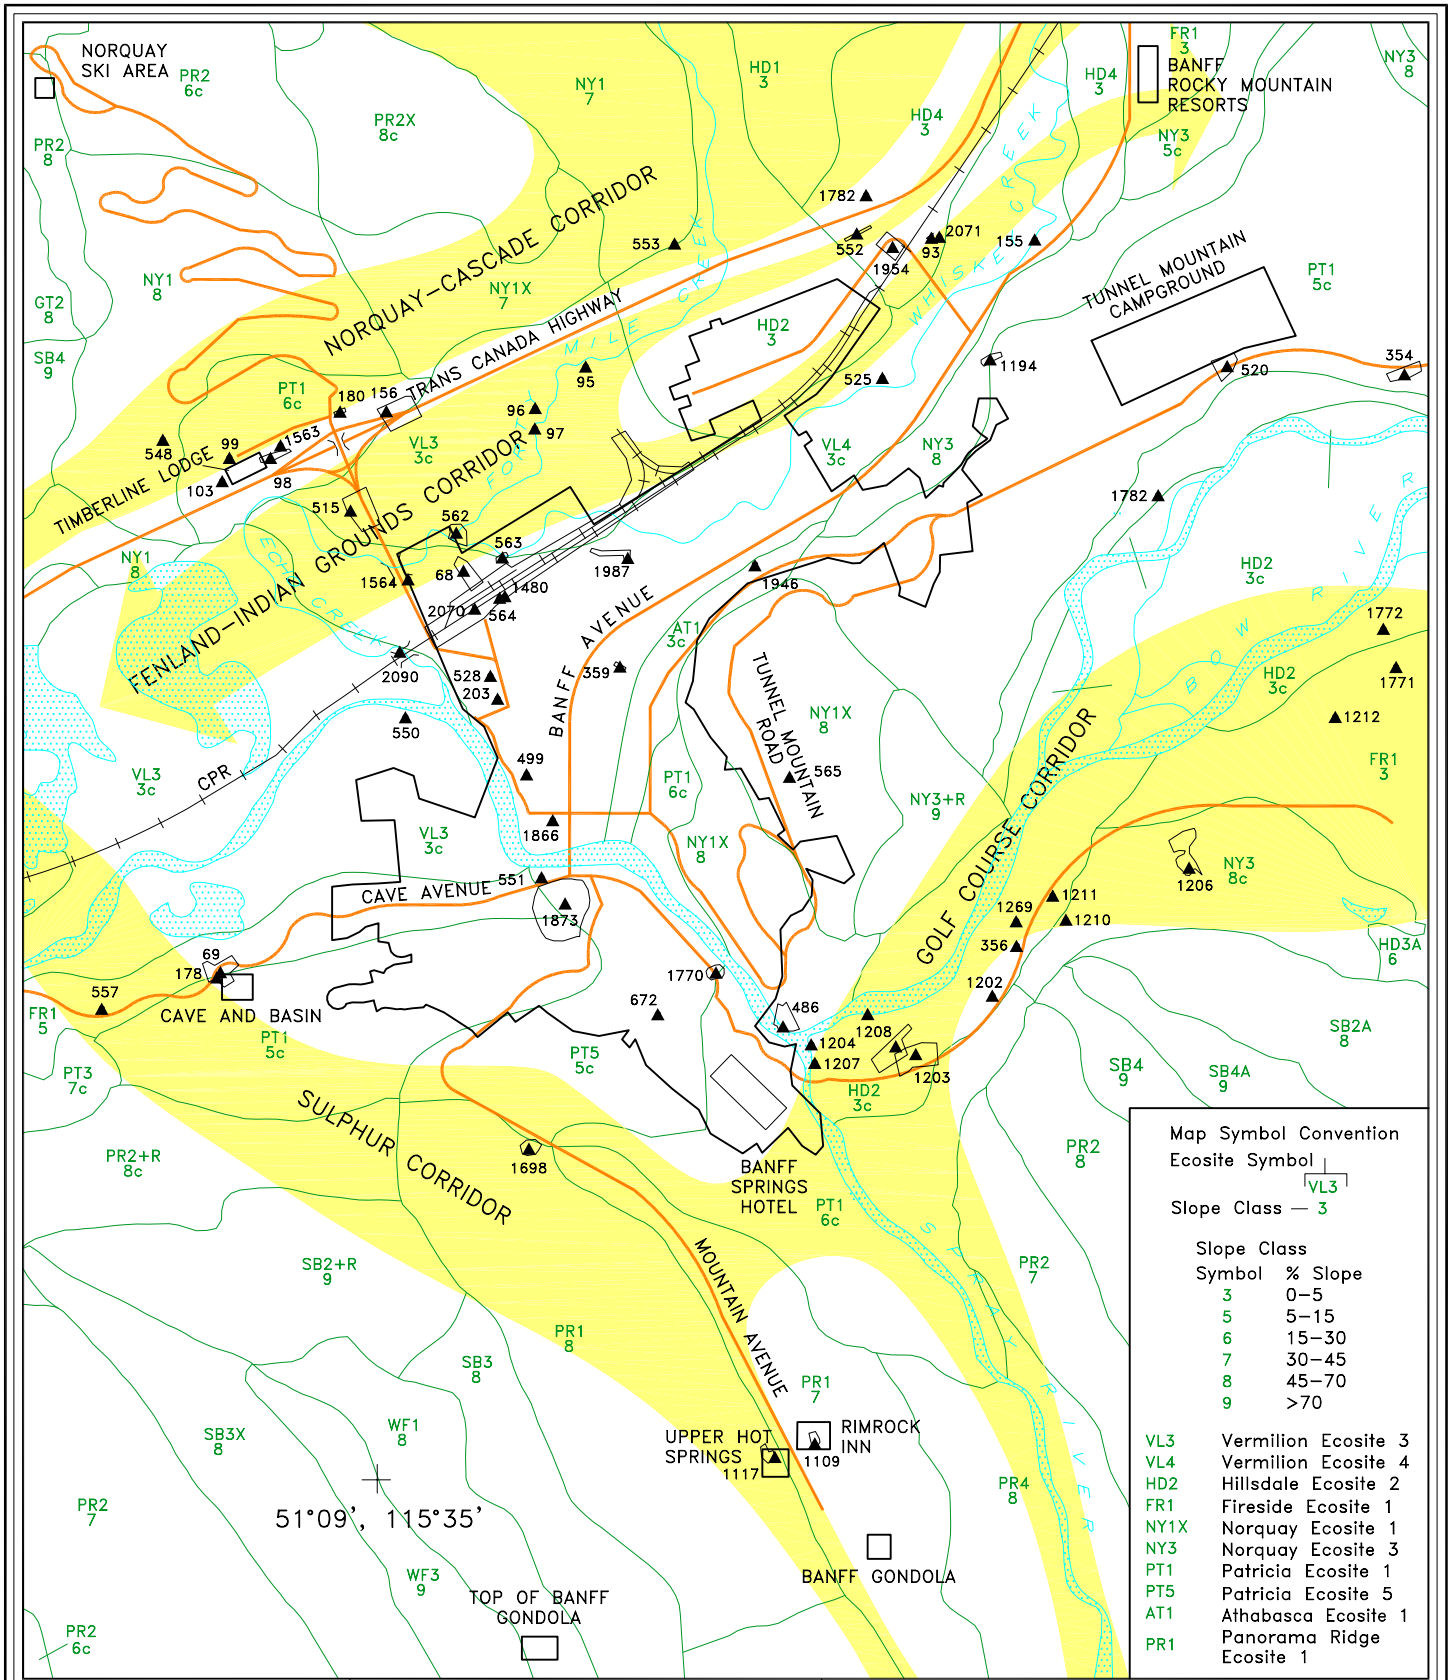 NORQUAY
SKI AREA
PR2
6c
PR2X
8c
NY1
7
HD1
3
HD4
3
HD4
3
FR1
3
BANFF
ROCKY MOUNTAIN
RESORTS
NY3
8
NY3
5c
PR2
8
GT2
8
SB4
9
NY1
8
NORQUAY-CASCADE CORRIDOR
NY1X
7
553
1782
552
1954
93
2071
155
WHISKEY CREEK
TUNNEL MOUNTAIN
CAMPGROUND
PT1
5c
TRANS CANADA HIGHWAY
FORTY MILE CREEK
HD2
3
95
96
97
525
1194
520
354
PT1
6c
180
156
VL3
3c
548
99
1563
TIMBERLINE LODGE
103
98
515
VL4
3c
NY3
8
1782
BOW RIVER
FENLAND-INDIAN GROUNDS CORRIDOR
NY1
8
ECHO CREEK
562
563
68
1564
1480
2070
564
1987
1946
HD2
3c
AT1
3c
BANFF AVENUE
359
2090
528
203
550
TUNNEL MOUNTAIN
ROAD
NY1X
8
HD2
3c
1772
1771
1212
FR1
3
VL3
3c
CPR
499
1866
PT1
6c
565
NY3+R
9
GOLF COURSE CORRIDOR
VL3
3c
NY1X
8
CAVE AVENUE
551
1873
1206
NY3
8c
1211
1269
1210
356
HD3A
6
69
178
557
CAVE AND BASIN
FR1
5
PT1
5c
PT3
7c
672
1770
486
1202
1208
1204
1207
1203
HD2
3c
PT5
5c
SB2A
8
SB4
9
SB4A
9
SULPHUR CORRIDOR
PR2+R
8c
1698
BANFF
SPRINGS
HOTEL
PT1
6c
PR2
8
SPRAY RIVER
PR2
7
SB2+R
9
PR1
8
SB3
8
MOUNTAIN AVENUE
PR1
7
WF1
8
SB3X
8
UPPER HOT
SPRINGS
1117
RIMROCK
INN
1109
PR4
8
PR2
7
51°09', 115°35'
WF3
9
TOP OF BANFF
GONDOLA
BANFF GONDOLA
PR2
6c
Map Symbol Convention
Ecosite Symbol
VL3
Slope Class — 3
Slope Class
Symbol % Slope
3 0-5
5 5-15
6 15-30
7 30-45
8 45-70
9 >70
VL3 Vermilion Ecosite 3
VL4 Vermilion Ecosite 4
HD2 Hillsdale Ecosite 2
FR1 Fireside Ecosite 1
NY1X Norquay Ecosite 1
NY3 Norquay Ecosite 3
PT1 Patricia Ecosite 1
PT5 Patricia Ecosite 5
AT1 Athabasca Ecosite 1
PR1 Panorama Ridge
Ecosite 1